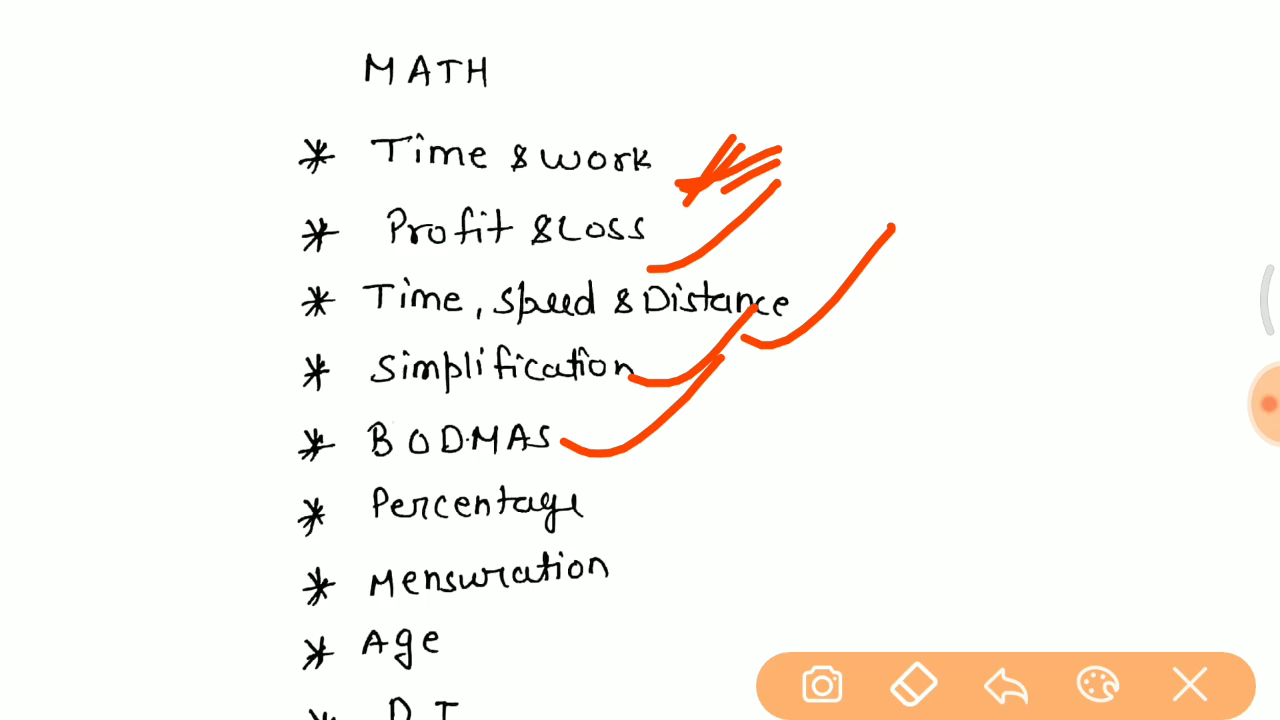 MATH
* Time & work
* Profit & Loss
* Time, Speed & Distance
* Simplification
* BODMAS
* Percentage
* Mensuration
* Age
* D I